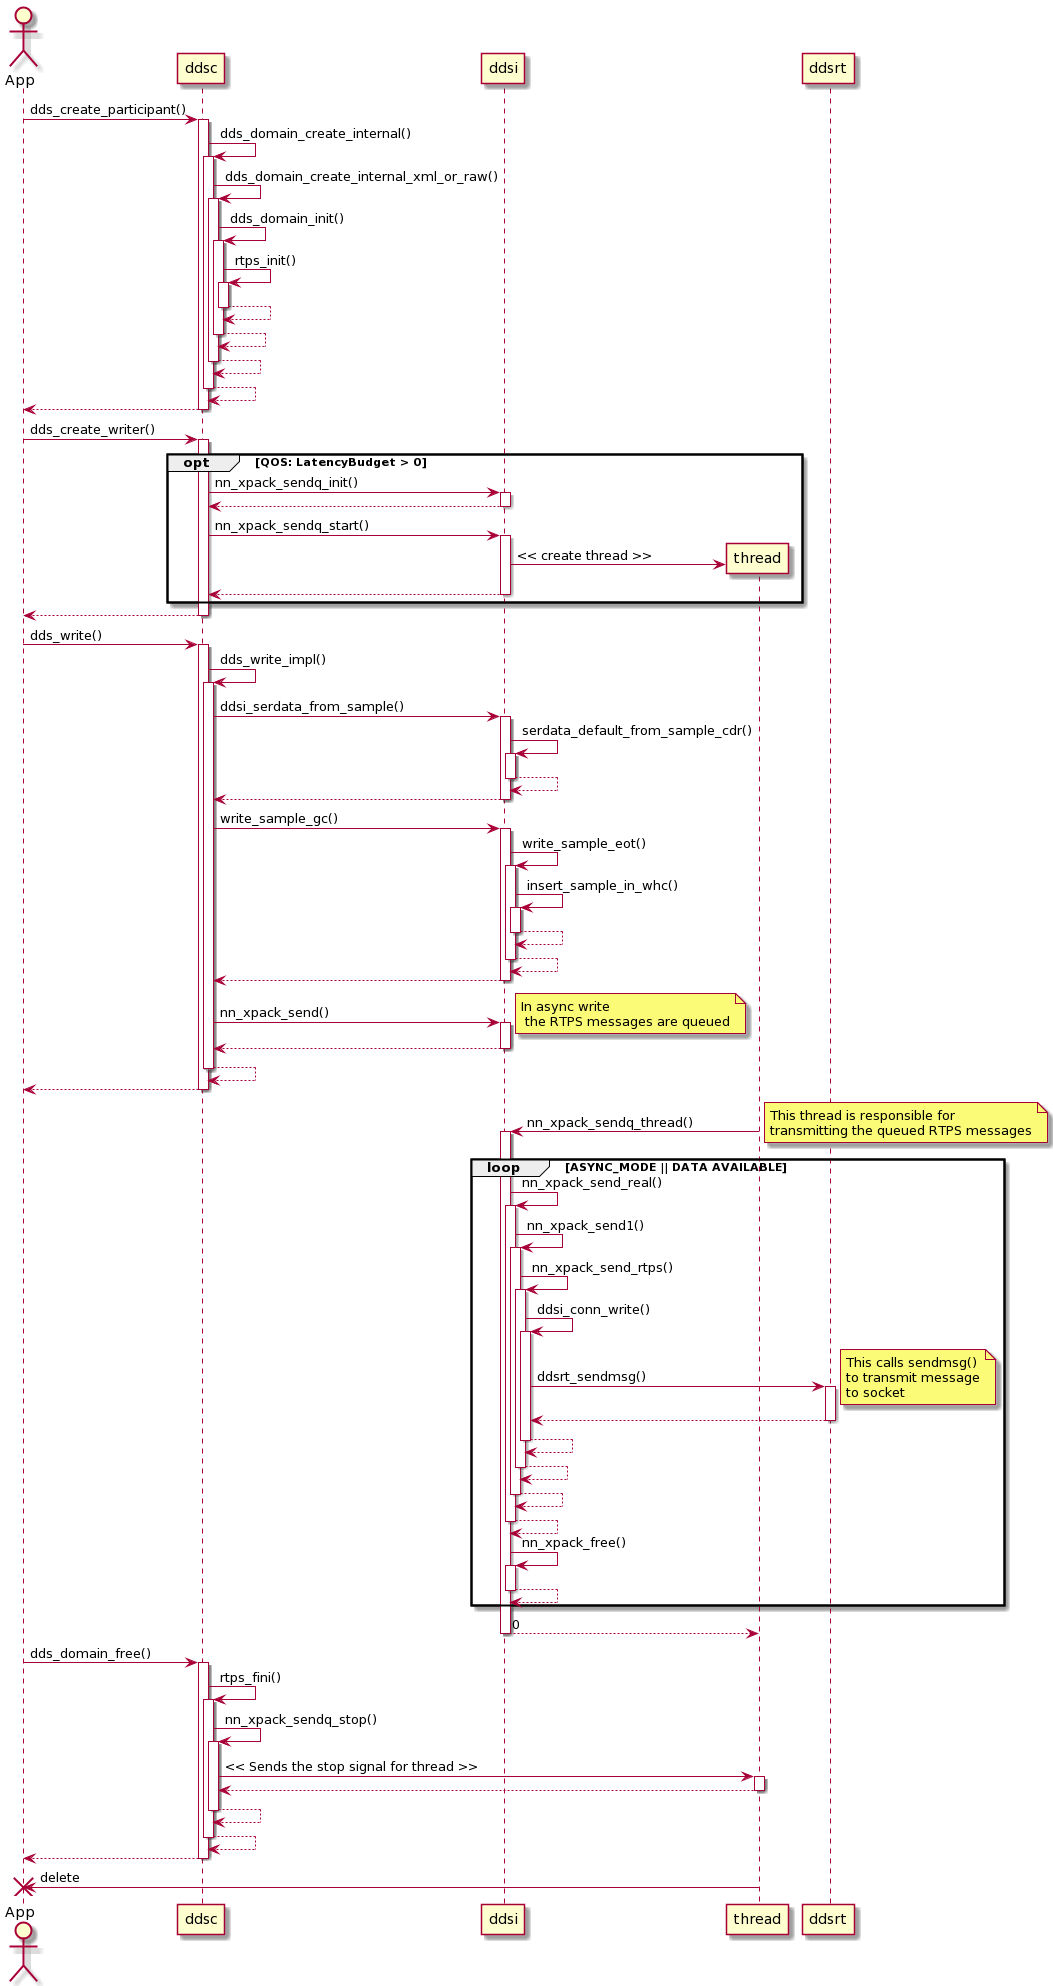 App
ddsc
ddsi
ddsrt
dds_create_participant()
dds_domain_create_internal()
dds_domain_create_internal_xml_or_raw()
dds_domain_init()
rtps_init()
dds_create_writer()
opt
[QOS: LatencyBudget > 0]
nn_xpack_sendq_init()
nn_xpack_sendq_start()
<< create thread >>
thread
dds_write()
dds_write_impl()
ddsi_serdata_from_sample()
serdata_default_from_sample_cdr()
write_sample_gc()
write_sample_eot()
insert_sample_in_whc()
nn_xpack_send()
In async write
the RTPS messages are queued
nn_xpack_sendq_thread()
This thread is responsible for
transmitting the queued RTPS messages
loop
[ASYNC_MODE || DATA AVAILABLE]
nn_xpack_send_real()
nn_xpack_send1()
nn_xpack_send_rtps()
ddsi_conn_write()
ddsrt_sendmsg()
This calls sendmsg()
to transmit message
to socket
nn_xpack_free()
0
dds_domain_free()
rtps_fini()
nn_xpack_sendq_stop()
<< Sends the stop signal for thread >>
delete
App
ddsc
ddsi
thread
ddsrt